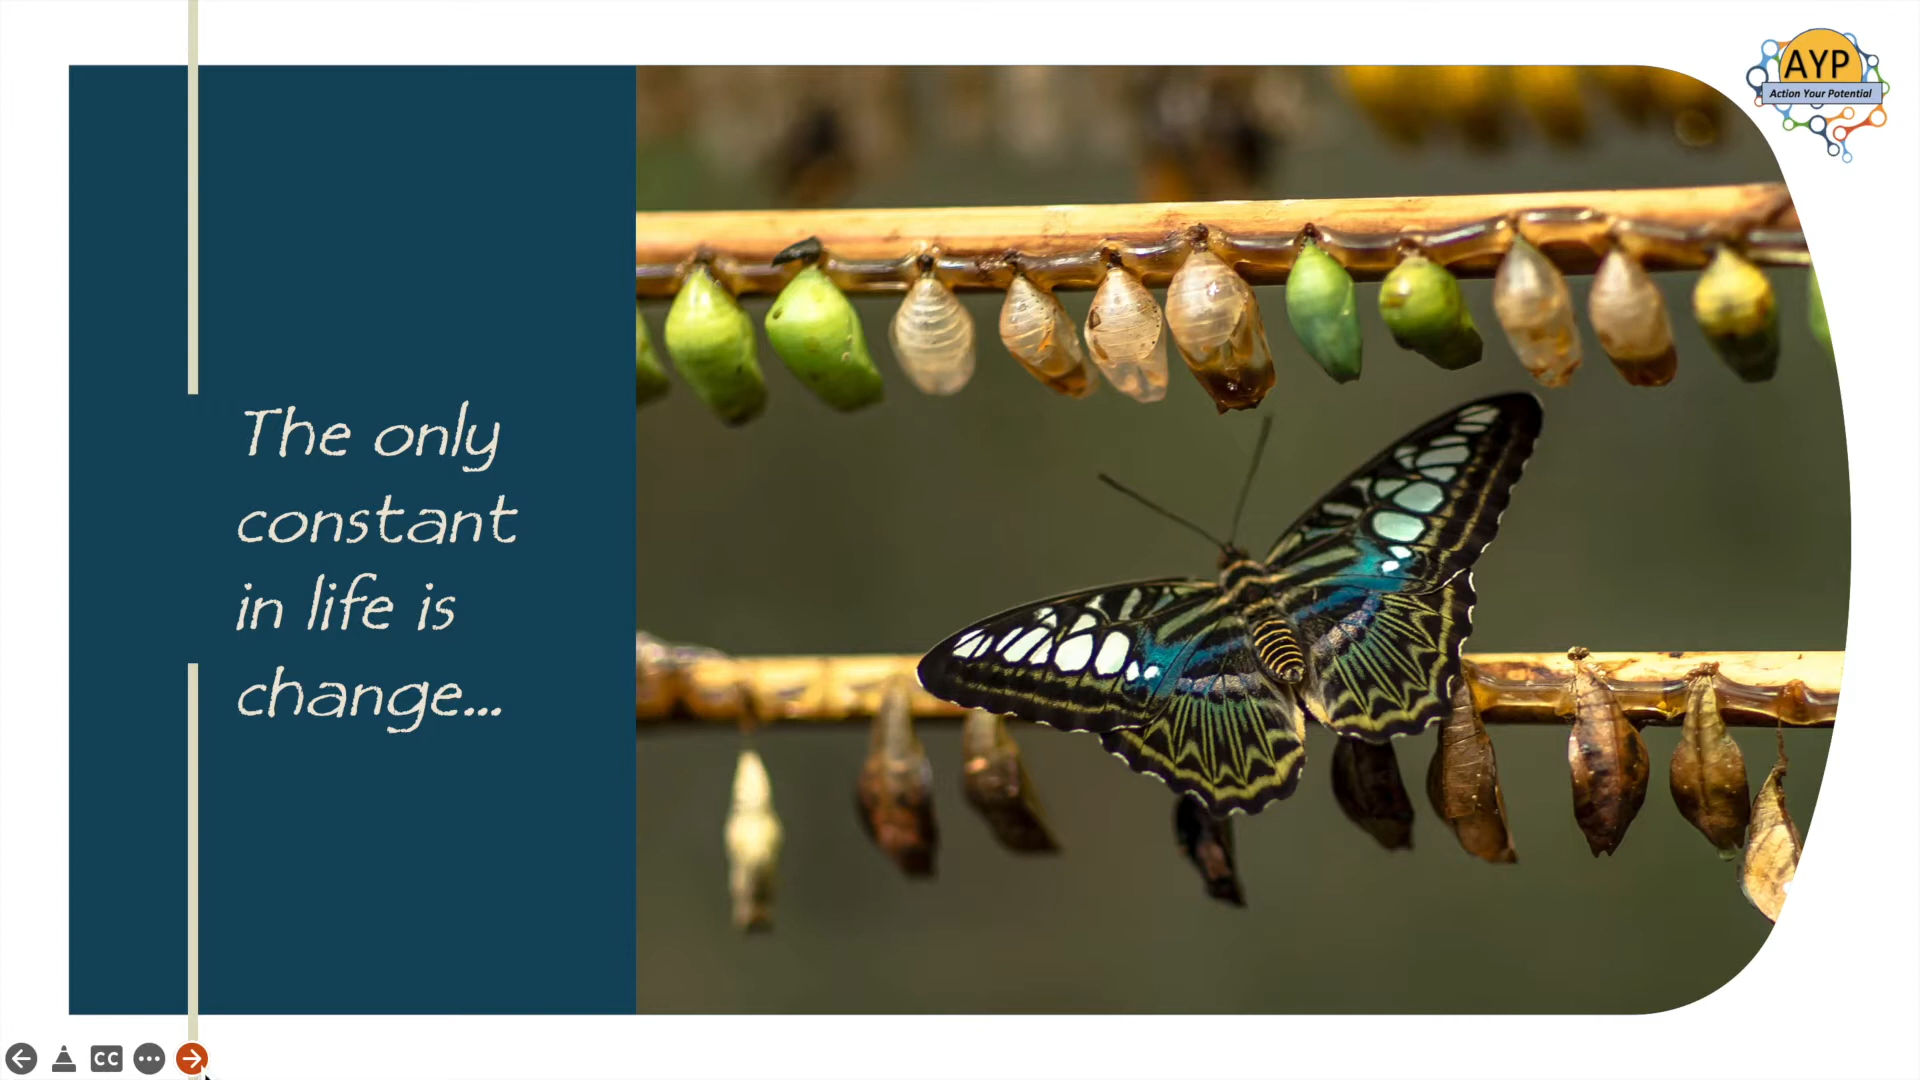 The only
constant
in life is
change...
AYP
Action Your Potential
CC